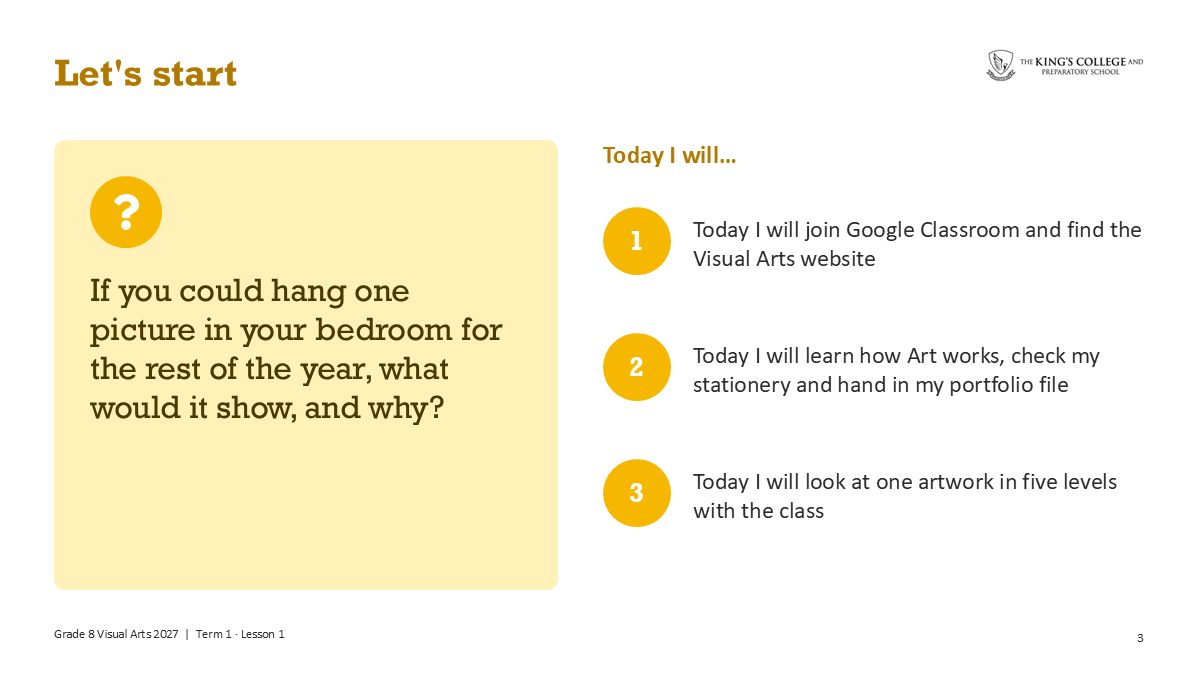 Let's start
THE KING'S COLLEGE AND
PREPARATORY SCHOOL
?
If you could hang one
picture in your bedroom for
the rest of the year, what
would it show, and why?
Today I will...
1
Today I will join Google Classroom and find the
Visual Arts website
2
Today I will learn how Art works, check my
stationery and hand in my portfolio file
3
Today I will look at one artwork in five levels
with the class
Grade 8 Visual Arts 2027 | Term 1 · Lesson 1
3